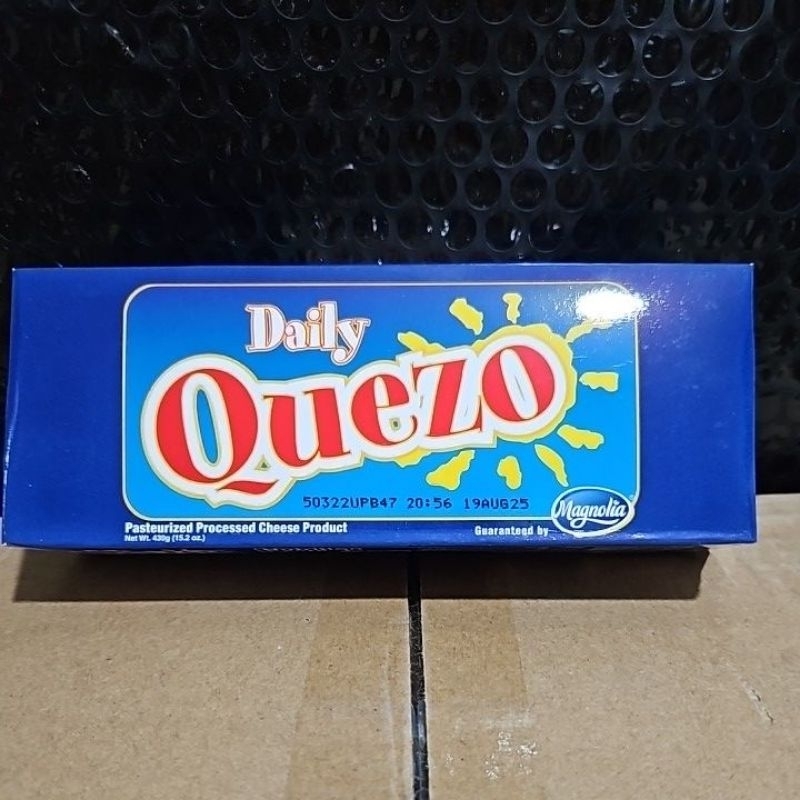 Daily
Quezo
50322UPB47 20:56 19AUG25
Pasteurized Processed Cheese Product
Net Wt. 430g (15.2 oz.)
Guaranteed by
Magnolia